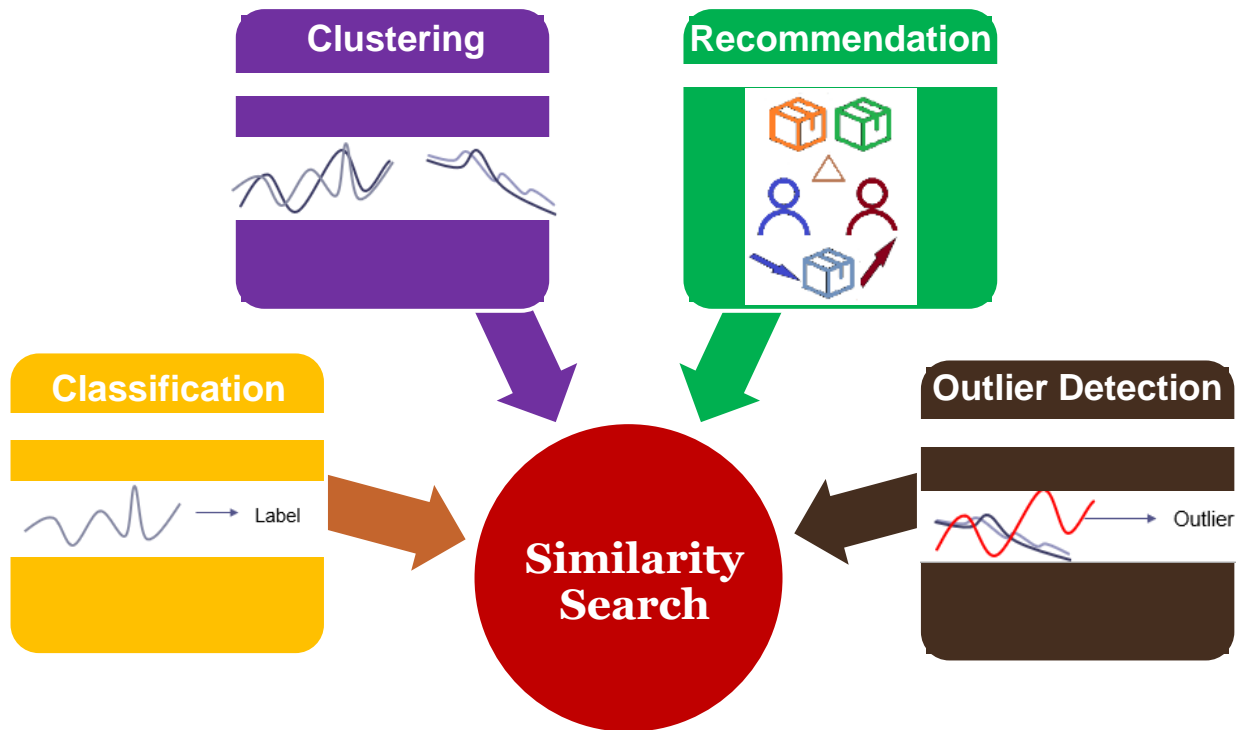 Clustering
Recommendation
Classification
Label
Outlier Detection
Outlier
Similarity
Search